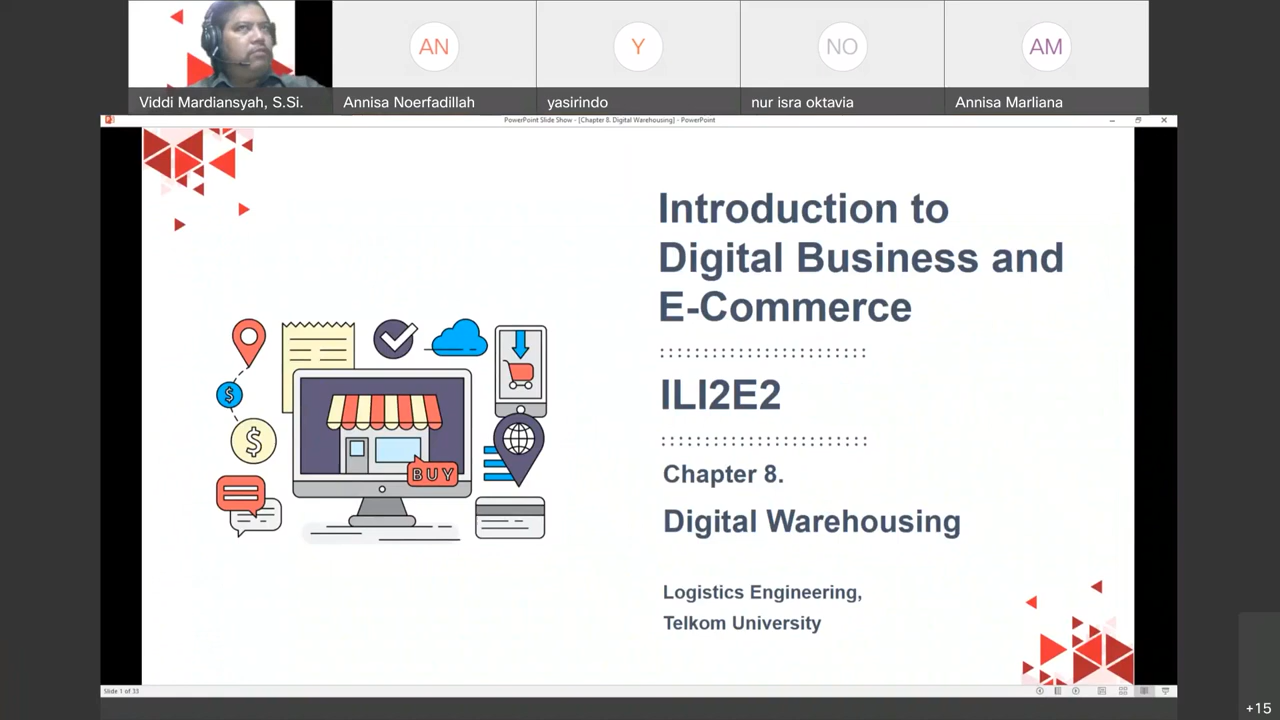 AN
Y
NO
AM
Viddi Mardiansyah, S.Si.
Annisa Noerfadillah
yasirindo
nur isra oktavia
Annisa Marliana
PowerPoint Slide Show - [Chapter 8. Digital Warehousing] - PowerPoint
Introduction to
Digital Business and
E-Commerce
ILI2E2
Chapter 8.
Digital Warehousing
Logistics Engineering,
Telkom University
$
$
BUY
Slide 1 of 33
+15